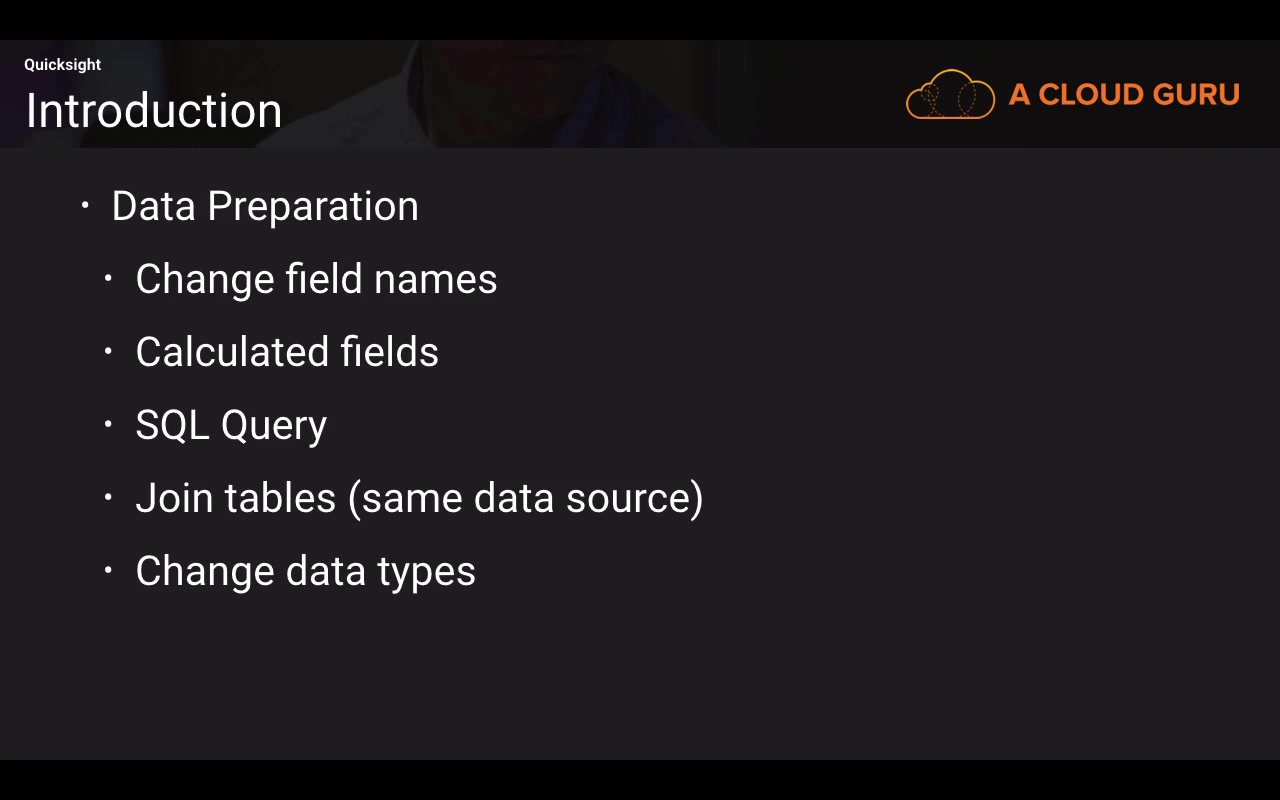 Quicksight
Introduction
A CLOUD GURU
• Data Preparation
• Change field names
• Calculated fields
• SQL Query
• Join tables (same data source)
• Change data types